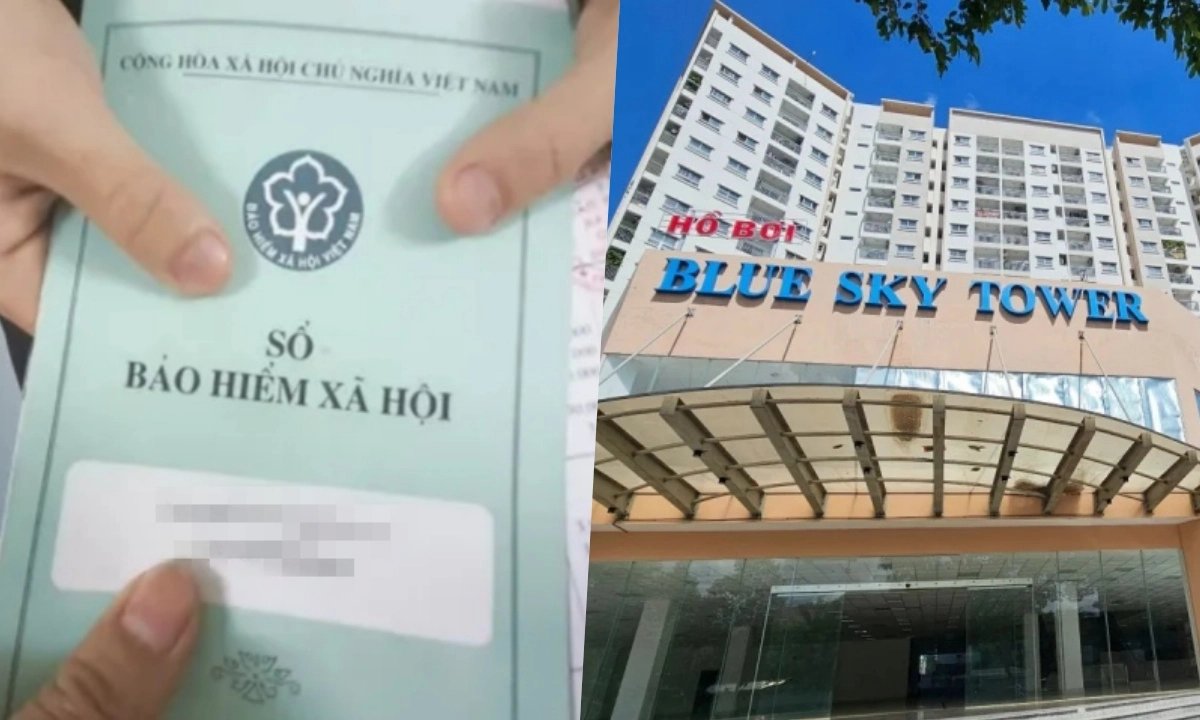 CỘNG HÒA XÃ HỘI CHỦ NGHĨA VIỆT NAM
BẢO HIỂM XÃ HỘI VIỆT NAM
SỔ
BẢO HIỂM XÃ HỘI
HỒ BƠI
BLUE SKY TOWER